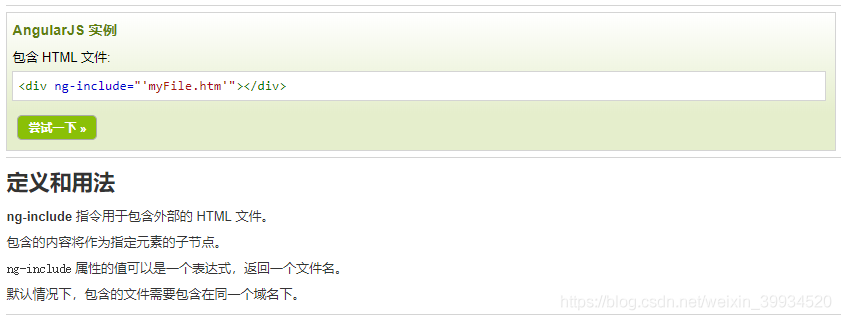 AngularJS 实例
包含 HTML 文件:
<div ng-include="'myFile.htm'"></div>
尝试一下 »
定义和用法
ng-include 指令用于包含外部的 HTML 文件。
包含的内容将作为指定元素的子节点。
ng-include 属性的值可以是一个表达式，返回一个文件名。
默认情况下，包含的文件需要包含在同一个域名下。
https://blog.csdn.net/weixin_39934520